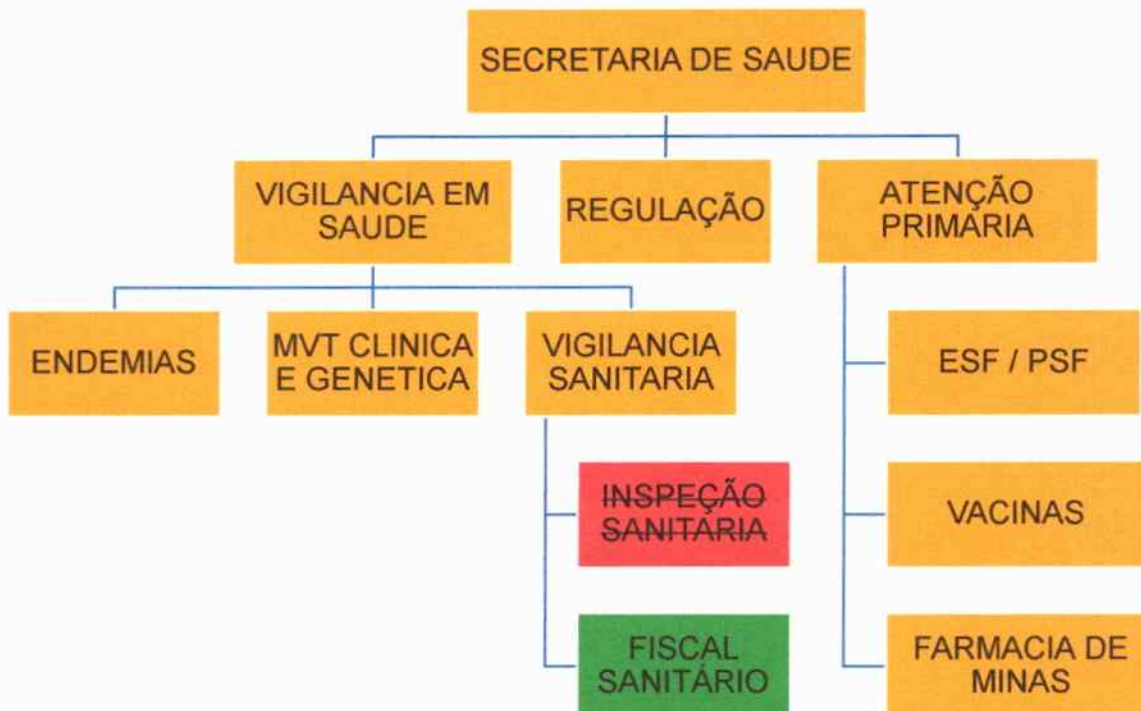 SECRETARIA DE SAUDE
VIGILANCIA EM
SAUDE
REGULAÇÃO
ATENÇÃO
PRIMARIA
ENDEMIAS
MVT CLINICA
E GENETICA
VIGILANCIA
SANITARIA
INSPEÇÃO
SANITARIA
FISCAL
SANITÁRIO
ESF / PSF
VACINAS
FARMACIA DE
MINAS